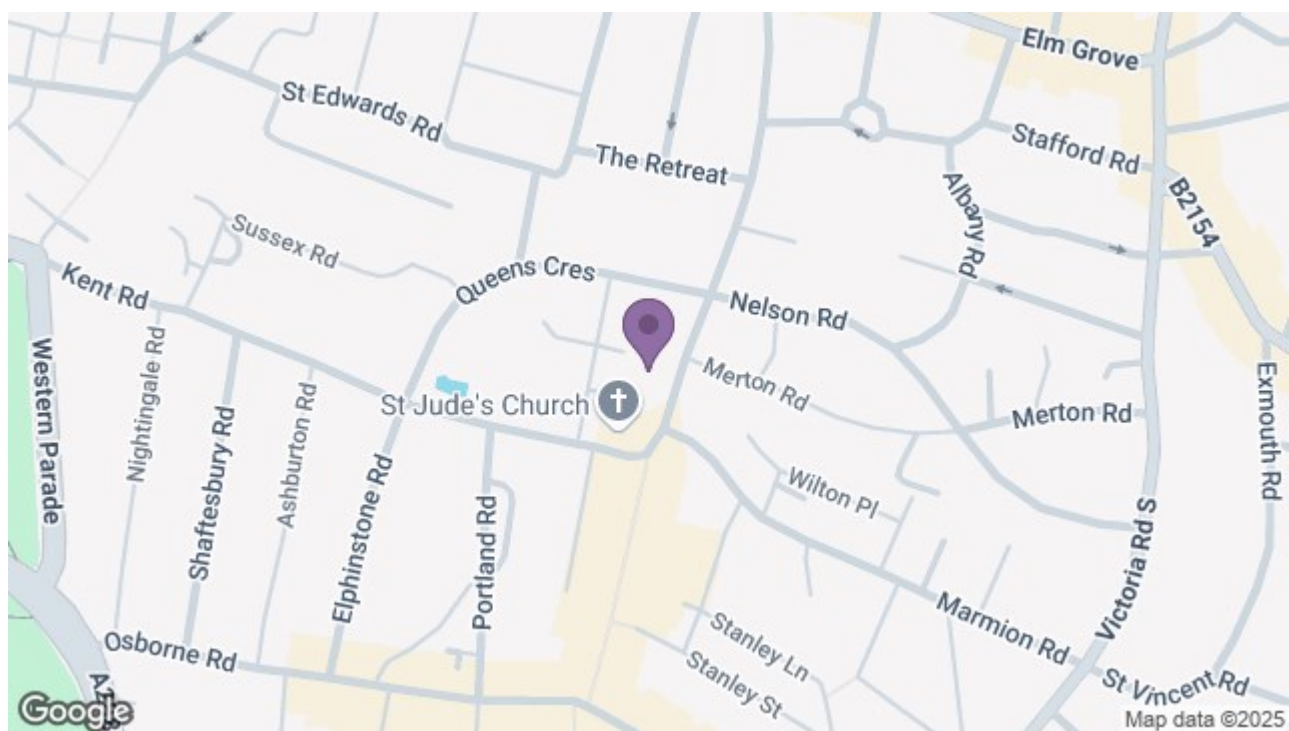 Elm Grove
St Edwards Rd
Stafford Rd
The Retreat
Albany Rd
B2154
Sussex Rd
Queens Cres
Kent Rd
Nelson Rd
Nightingale Rd
Western Parade
Merton Rd
Exmouth Rd
St Jude's Church
Merton Rd
Shaftesbury Rd
Ashburton Rd
Elphinstone Rd
Portland Rd
Wilton Pl
Victoria Rd S
Marmion Rd
Osborne Rd
Stanley Ln
Stanley St
St Vincent Rd
Google
Map data ©2025